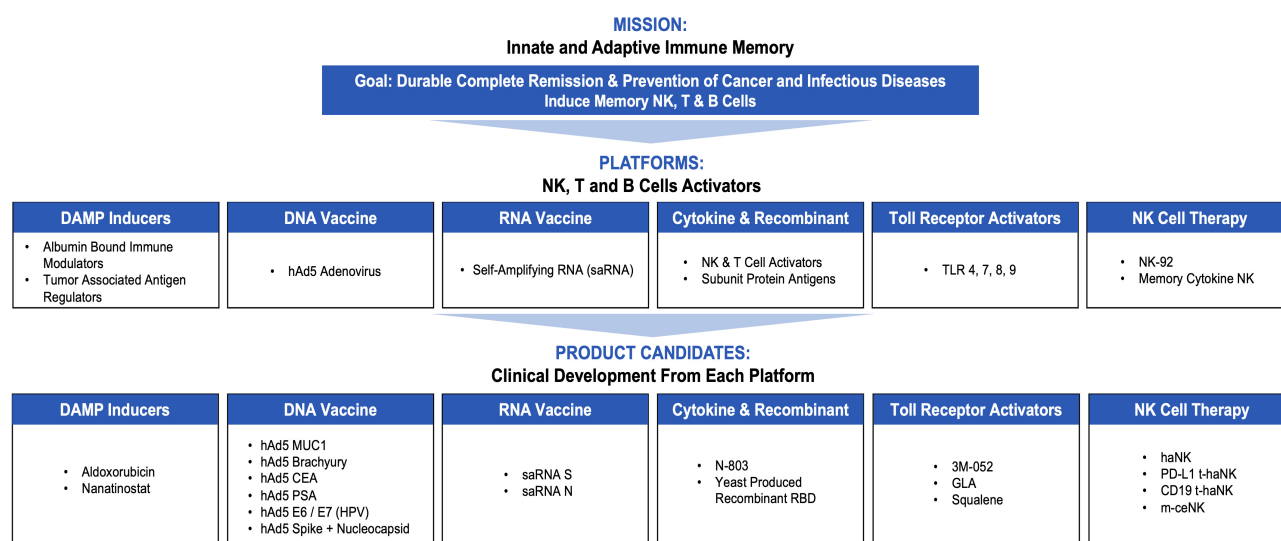 MISSION:
Innate and Adaptive Immune Memory
Goal: Durable Complete Remission & Prevention of Cancer and Infectious Diseases
Induce Memory NK, T & B Cells
PLATFORMS:
NK, T and B Cells Activators
DAMP Inducers
• Albumin Bound Immune
Modulators
• Tumor Associated Antigen
Regulators
DNA Vaccine
• hAd5 Adenovirus
RNA Vaccine
• Self-Amplifying RNA (saRNA)
Cytokine & Recombinant
• NK & T Cell Activators
• Subunit Protein Antigens
Toll Receptor Activators
• TLR 4, 7, 8, 9
NK Cell Therapy
• NK-92
• Memory Cytokine NK
PRODUCT CANDIDATES:
Clinical Development From Each Platform
DAMP Inducers
• Aldoxorubicin
• Nanatinostat
DNA Vaccine
• hAd5 MUC1
• hAd5 Brachyury
• hAd5 CEA
• hAd5 PSA
• hAd5 E6 / E7 (HPV)
• hAd5 Spike + Nucleocapsid
RNA Vaccine
• saRNA S
• saRNA N
Cytokine & Recombinant
• N-803
• Yeast Produced
Recombinant RBD
Toll Receptor Activators
• 3M-052
• GLA
• Squalene
NK Cell Therapy
• haNK
• PD-L1 t-haNK
• CD19 t-haNK
• m-ceNK